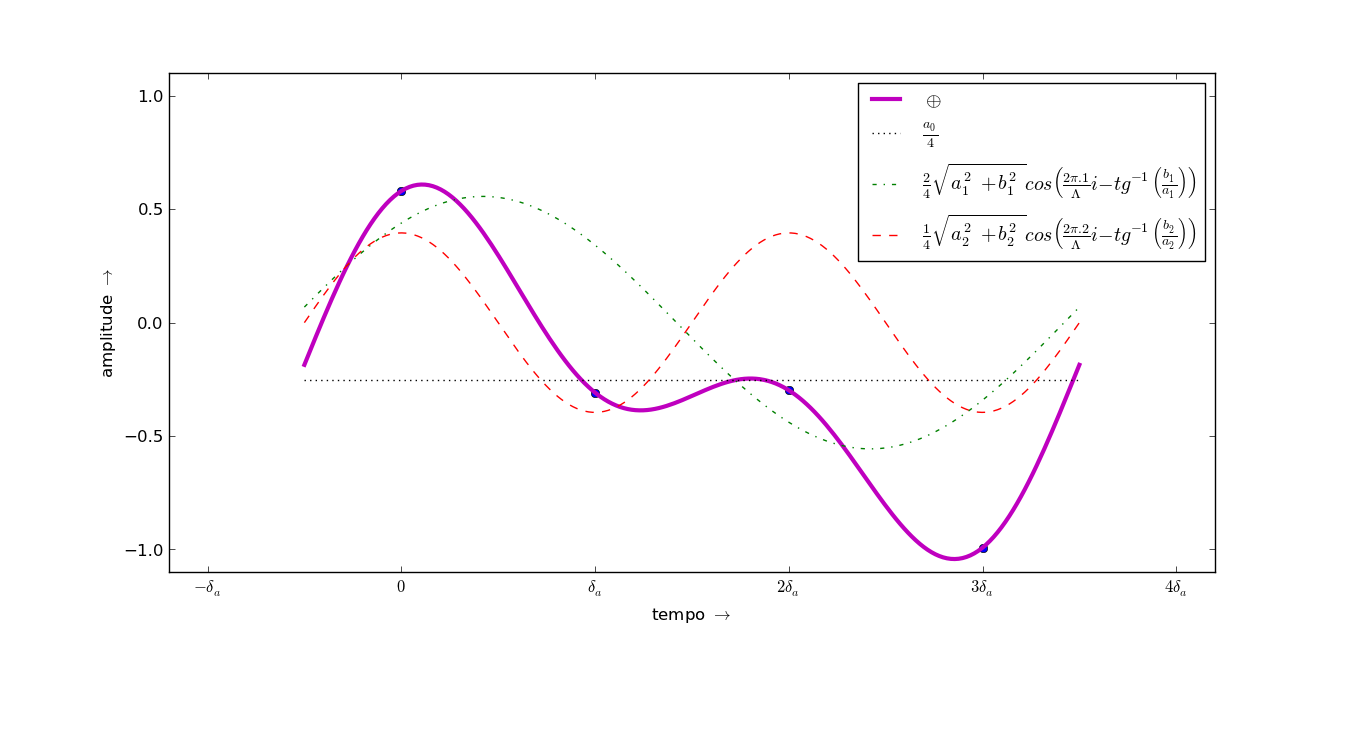 1.0
0.5
0.0
−0.5
−1.0
amplitude →
−δₐ 0 δₐ 2δₐ 3δₐ 4δₐ
tempo →
⊕
a₀/4
2/4 √(a₁² + b₁²) cos(2π.1/Λ i − tg⁻¹(b₁/a₁))
1/4 √(a₂² + b₂²) cos(2π.2/Λ i − tg⁻¹(b₂/a₂))